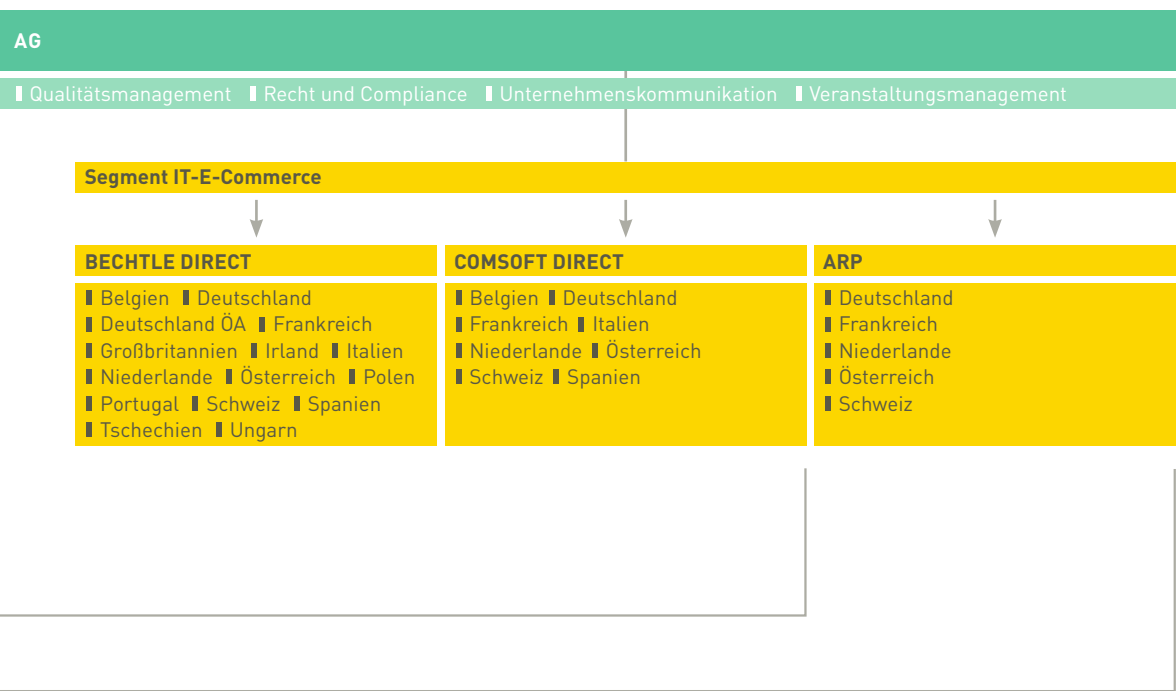 AG
Qualitätsmanagement Recht und Compliance Unternehmenskommunikation Veranstaltungsmanagement
Segment IT-E-Commerce
BECHTLE DIRECT
Belgien Deutschland
Deutschland ÖA Frankreich
Großbritannien Irland Italien
Niederlande Österreich Polen
Portugal Schweiz Spanien
Tschechien Ungarn
COMSOFT DIRECT
Belgien Deutschland
Frankreich Italien
Niederlande Österreich
Schweiz Spanien
ARP
Deutschland
Frankreich
Niederlande
Österreich
Schweiz